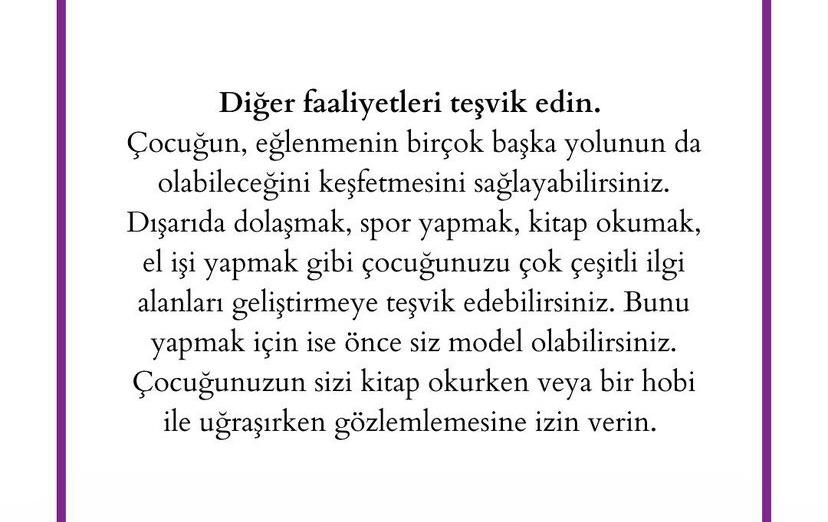 Diğer faaliyetleri teşvik edin.
Çocuğun, eğlenmenin birçok başka yolunun da
olabileceğini keşfetmesini sağlayabilirsiniz.
Dışarıda dolaşmak, spor yapmak, kitap okumak,
el işi yapmak gibi çocuğunuzu çok çeşitli ilgi
alanları geliştirmeye teşvik edebilirsiniz. Bunu
yapmak için ise önce siz model olabilirsiniz.
Çocuğunuzun sizi kitap okurken veya bir hobi
ile uğraşırken gözlemlemesine izin verin.